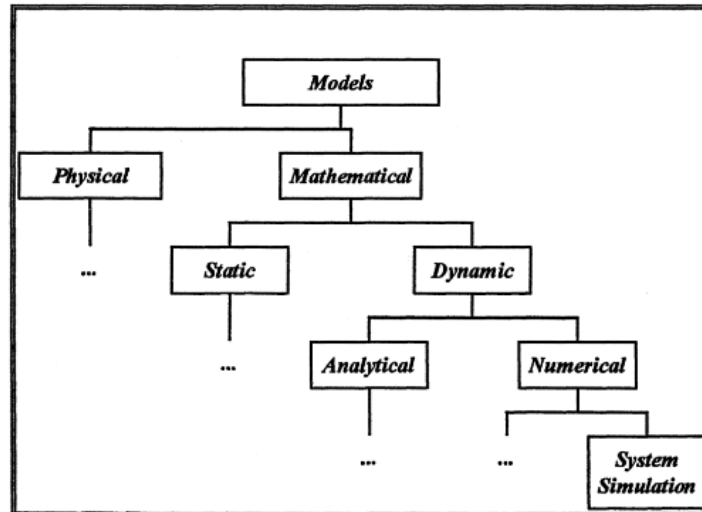 Models
Physical
Mathematical
...
Static
Dynamic
...
Analytical
Numerical
...
...
System
Simulation